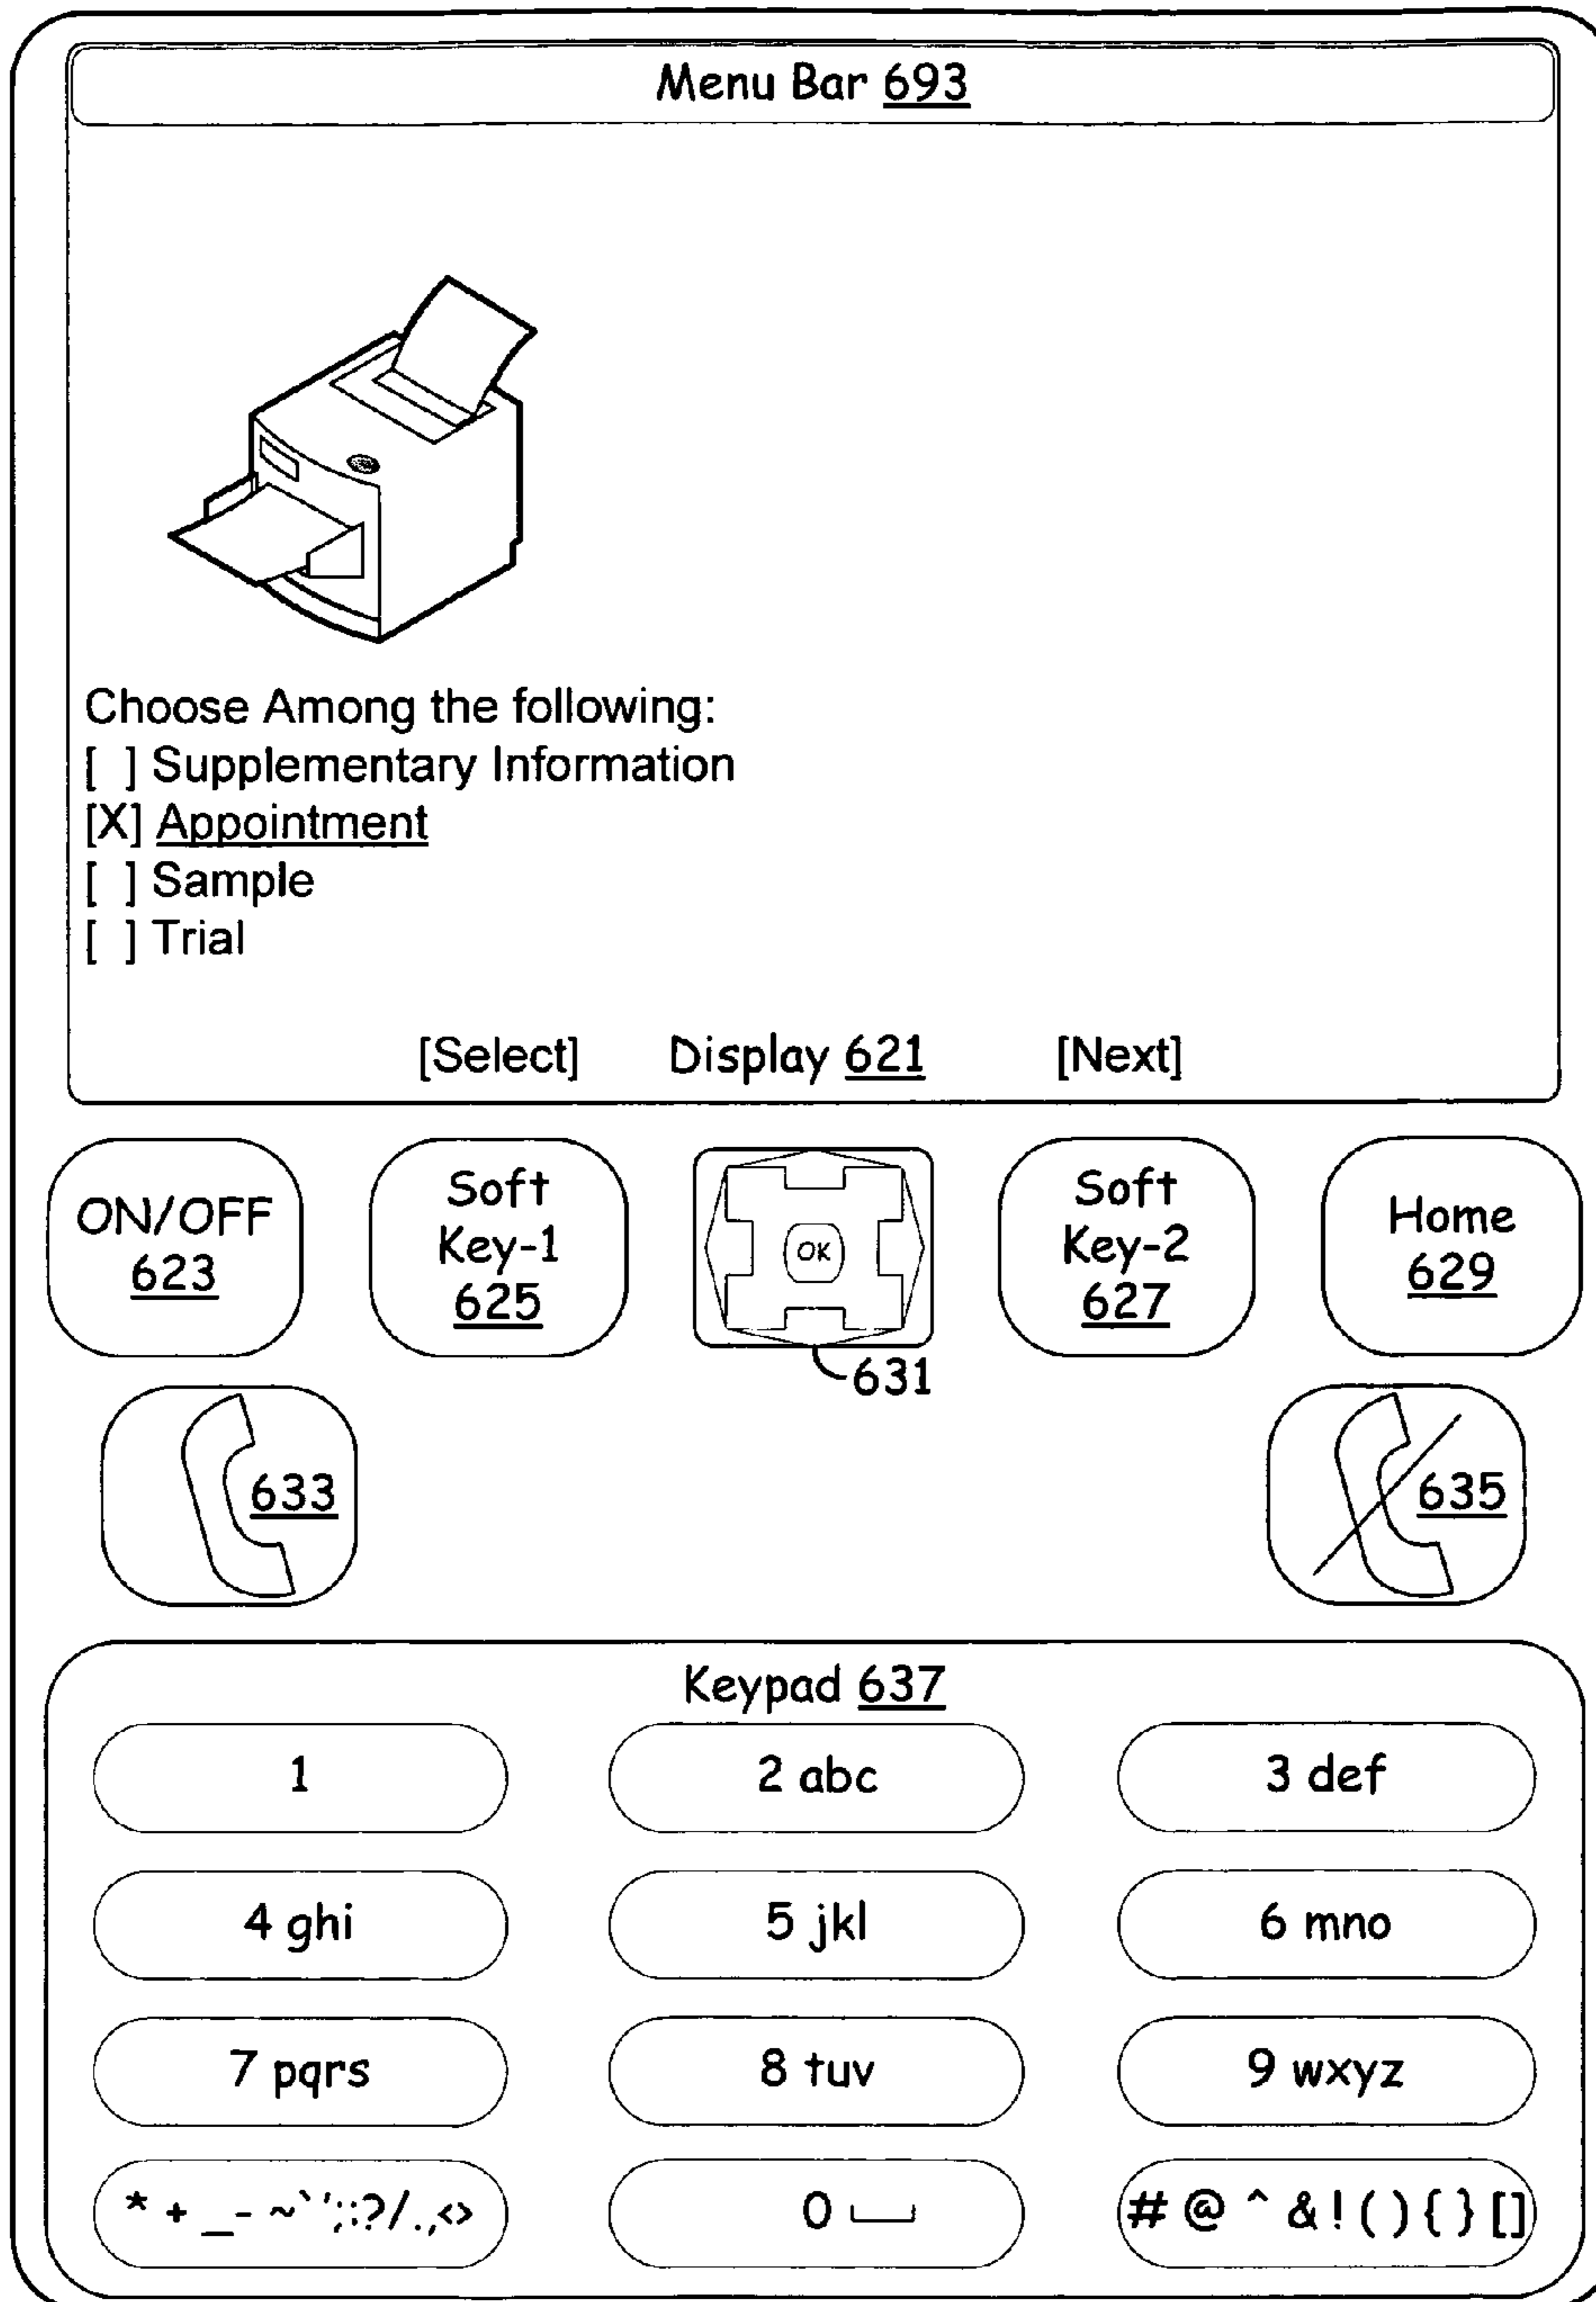 Menu Bar 693
Choose Among the following:
[ ] Supplementary Information
[X] Appointment
[ ] Sample
[ ] Trial
[Select] Display 621 [Next]
ON/OFF
623
Soft
Key-1
625
OK
631
Soft
Key-2
627
Home
629
633
635
Keypad 637
1
2 abc
3 def
4 ghi
5 jkl
6 mno
7 pqrs
8 tuv
9 wxyz
* + _- ~`';:?/.,<>
0
# @ ^ & ! ( ) { } []